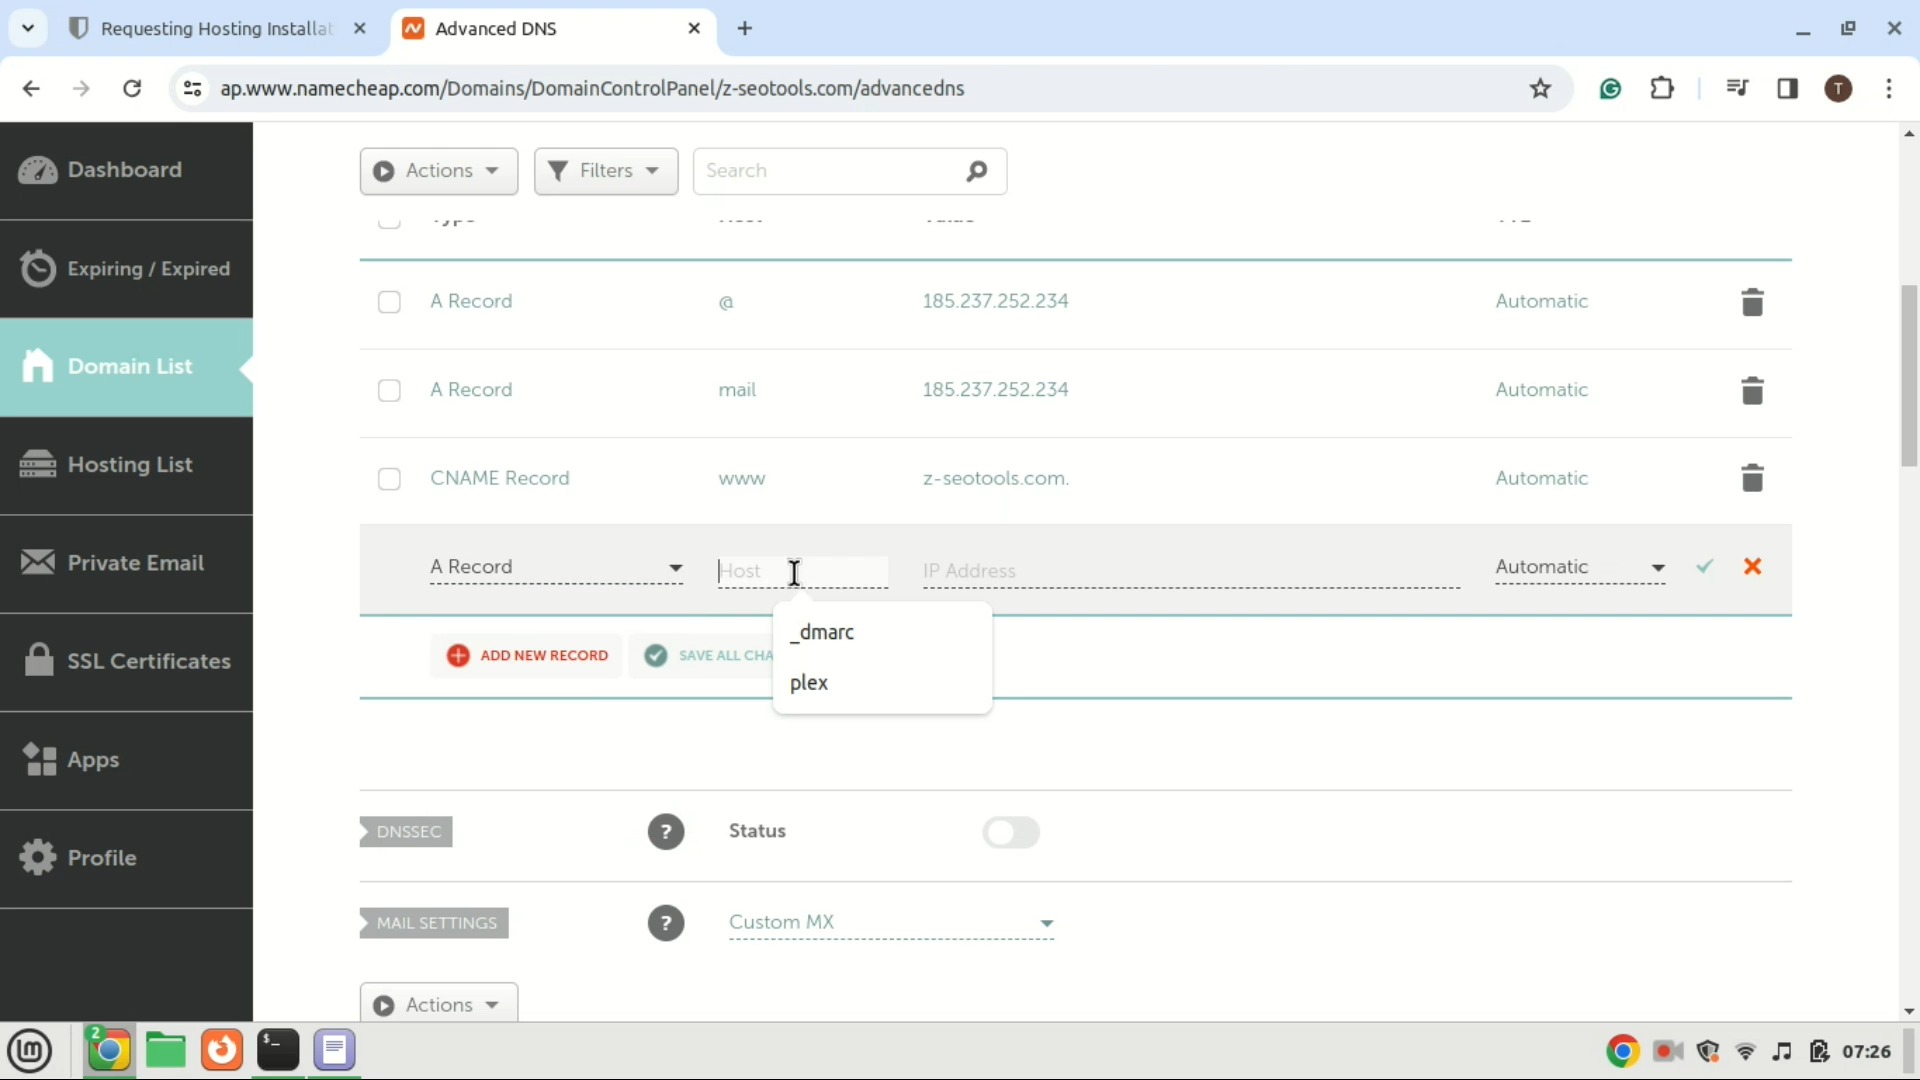 Requesting Hosting Installat
Advanced DNS
ap.www.namecheap.com/Domains/DomainControlPanel/z-seotools.com/advancedns
T
Dashboard
Expiring / Expired
Domain List
Hosting List
Private Email
SSL Certificates
Apps
Profile
Actions
Filters
Search
A Record @ 185.237.252.234 Automatic
A Record mail 185.237.252.234 Automatic
CNAME Record www z-seotools.com. Automatic
A Record Host IP Address Automatic
_dmarc
plex
ADD NEW RECORD
SAVE ALL CHA
DNSSEC ? Status
MAIL SETTINGS ? Custom MX
Actions
2
$_
07:26